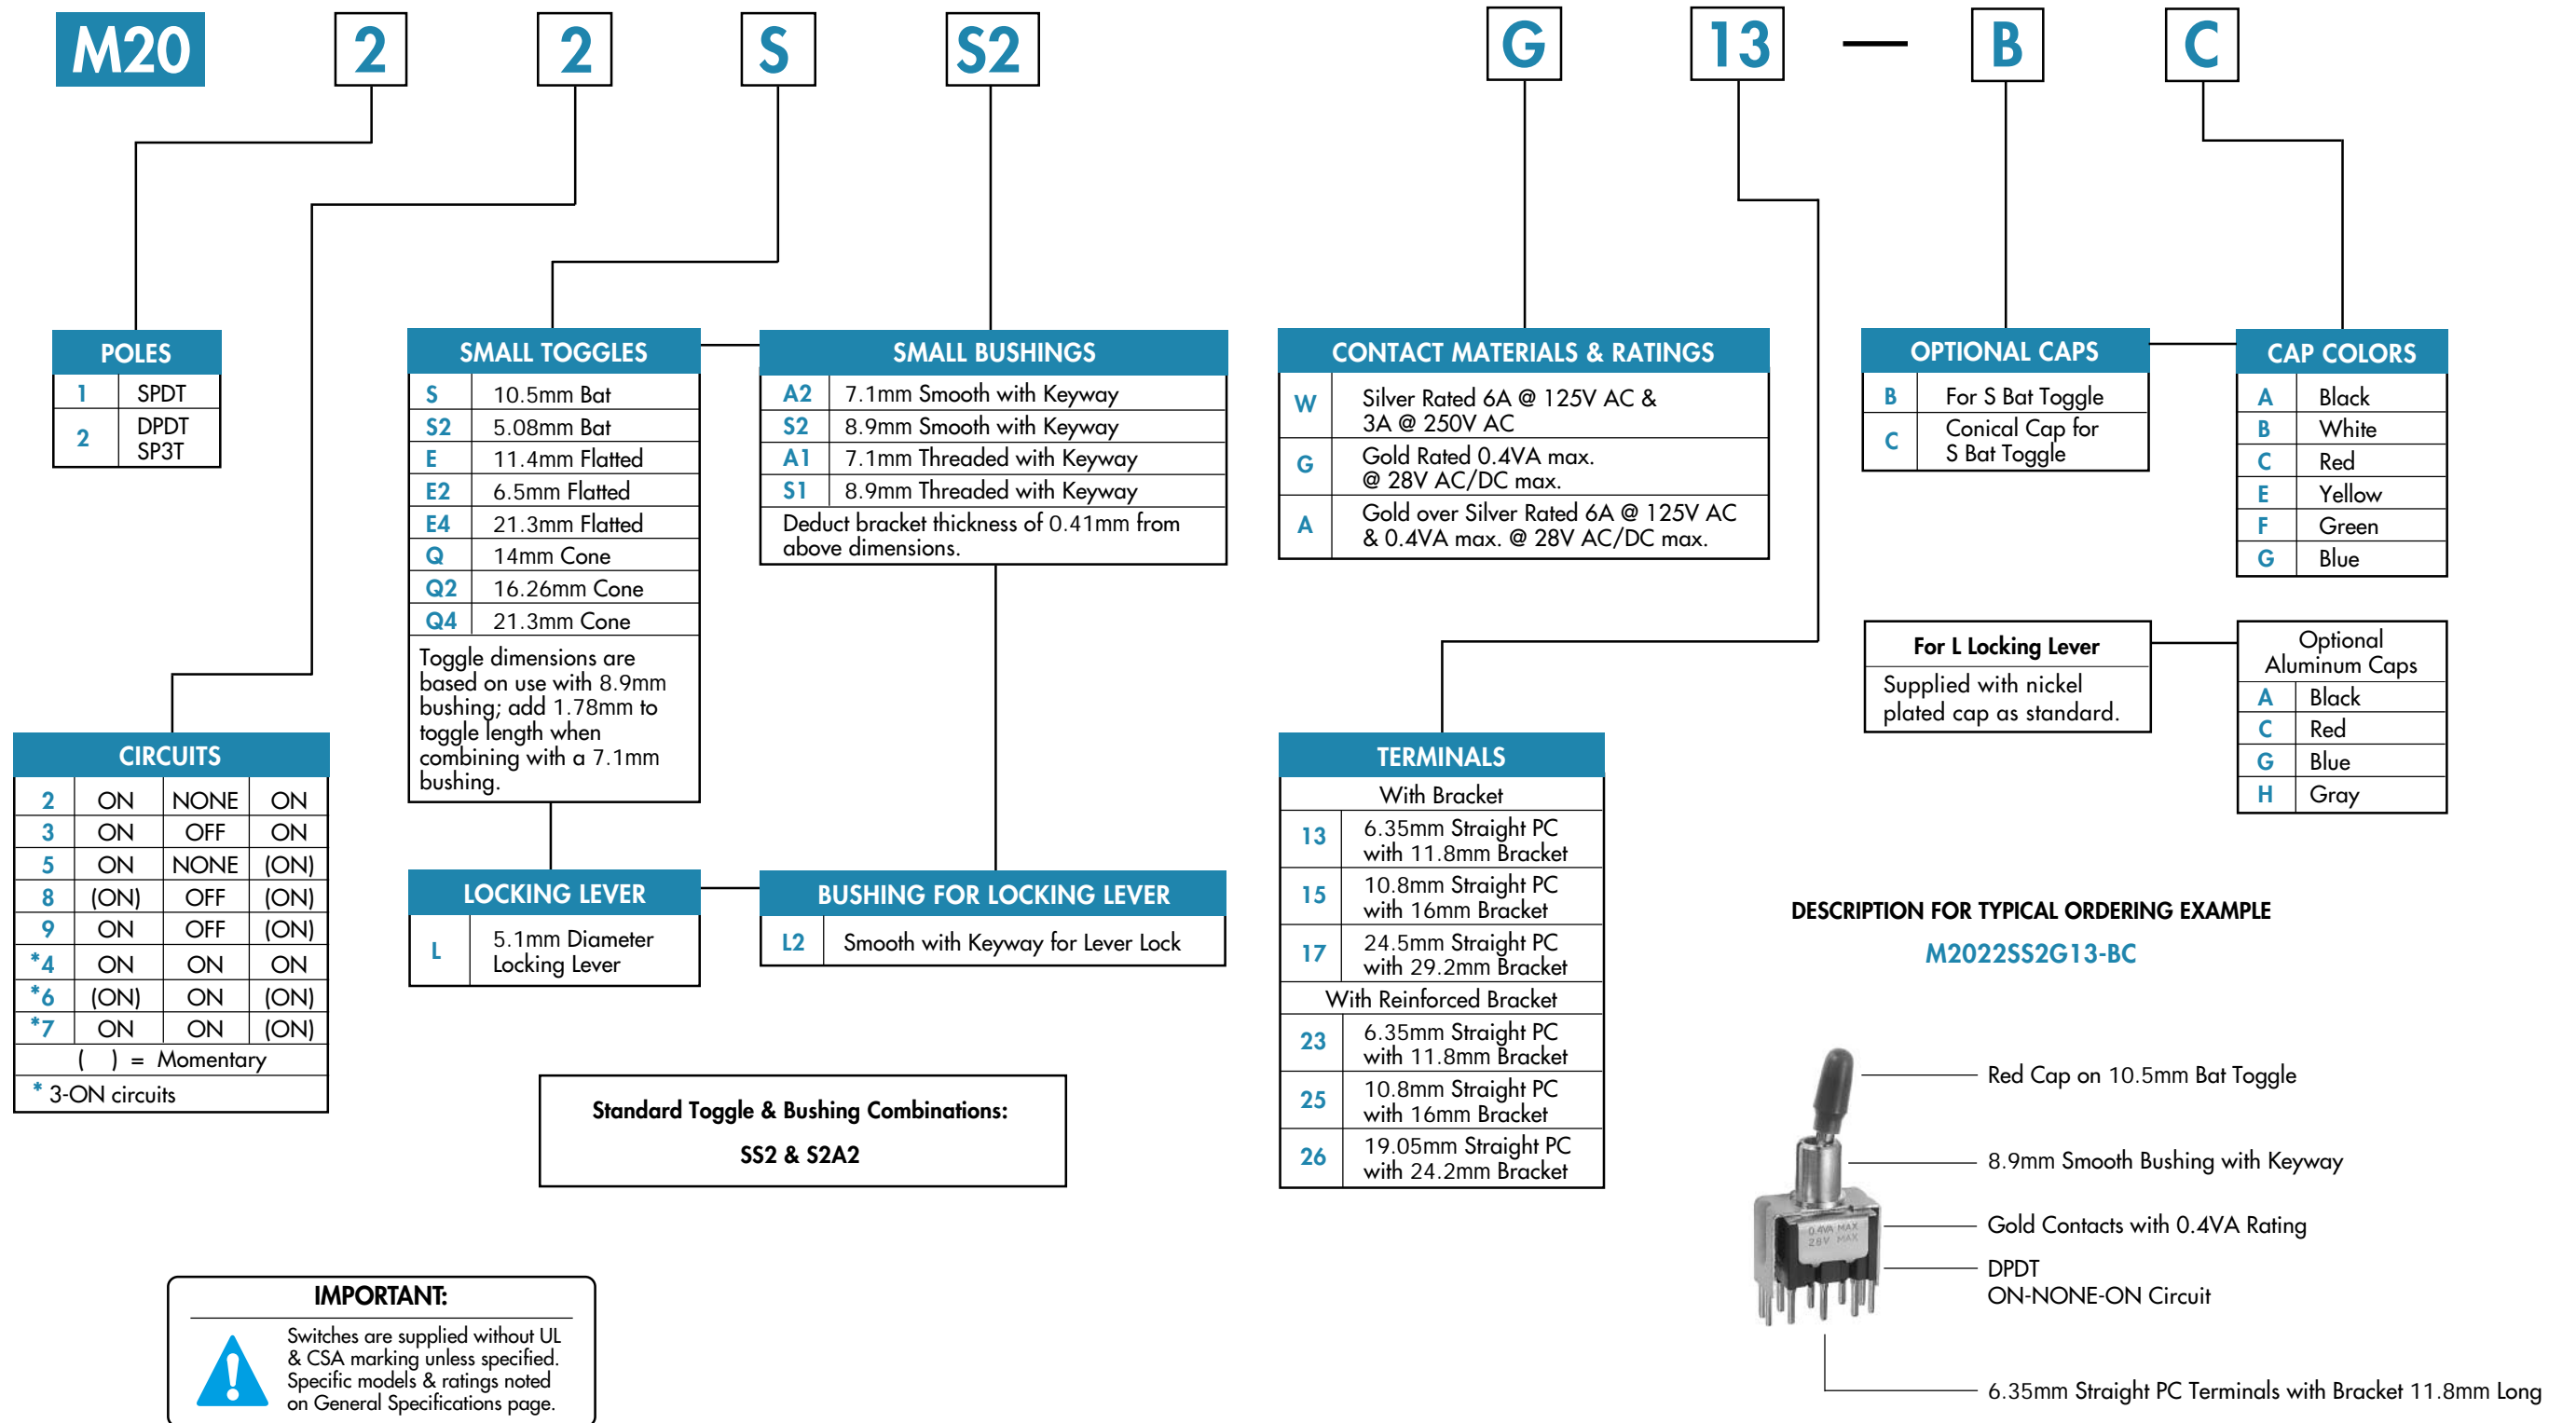 M20 2 2 S S2 G 13 — B C
POLES
1 SPDT
2 DPDT
SP3T
CIRCUITS
2 ON NONE ON
3 ON OFF ON
5 ON NONE (ON)
8 (ON) OFF (ON)
9 ON OFF (ON)
*4 ON ON ON
*6 (ON) ON (ON)
*7 ON ON (ON)
( ) = Momentary
* 3-ON circuits
SMALL TOGGLES
S 10.5mm Bat
S2 5.08mm Bat
E 11.4mm Flatted
E2 6.5mm Flatted
E4 21.3mm Flatted
Q 14mm Cone
Q2 16.26mm Cone
Q4 21.3mm Cone
Toggle dimensions are
based on use with 8.9mm
bushing; add 1.78mm to
toggle length when
combining with a 7.1mm
bushing.
LOCKING LEVER
L 5.1mm Diameter
Locking Lever
SMALL BUSHINGS
A2 7.1mm Smooth with Keyway
S2 8.9mm Smooth with Keyway
A1 7.1mm Threaded with Keyway
S1 8.9mm Threaded with Keyway
Deduct bracket thickness of 0.41mm from
above dimensions.
BUSHING FOR LOCKING LEVER
L2 Smooth with Keyway for Lever Lock
Standard Toggle & Bushing Combinations:
SS2 & S2A2
IMPORTANT:
Switches are supplied without UL
& CSA marking unless specified.
Specific models & ratings noted
on General Specifications page.
CONTACT MATERIALS & RATINGS
W Silver Rated 6A @ 125V AC &
3A @ 250V AC
G Gold Rated 0.4VA max.
@ 28V AC/DC max.
A Gold over Silver Rated 6A @ 125V AC
& 0.4VA max. @ 28V AC/DC max.
TERMINALS
With Bracket
13 6.35mm Straight PC
with 11.8mm Bracket
15 10.8mm Straight PC
with 16mm Bracket
17 24.5mm Straight PC
with 29.2mm Bracket
With Reinforced Bracket
23 6.35mm Straight PC
with 11.8mm Bracket
25 10.8mm Straight PC
with 16mm Bracket
26 19.05mm Straight PC
with 24.2mm Bracket
OPTIONAL CAPS
B For S Bat Toggle
C Conical Cap for
S Bat Toggle
CAP COLORS
A Black
B White
C Red
E Yellow
F Green
G Blue
For L Locking Lever
Supplied with nickel
plated cap as standard.
Optional
Aluminum Caps
A Black
C Red
G Blue
H Gray
DESCRIPTION FOR TYPICAL ORDERING EXAMPLE
M2022SS2G13-BC
Red Cap on 10.5mm Bat Toggle
8.9mm Smooth Bushing with Keyway
0.4VA MAX
28V MAX
Gold Contacts with 0.4VA Rating
DPDT
ON-NONE-ON Circuit
6.35mm Straight PC Terminals with Bracket 11.8mm Long